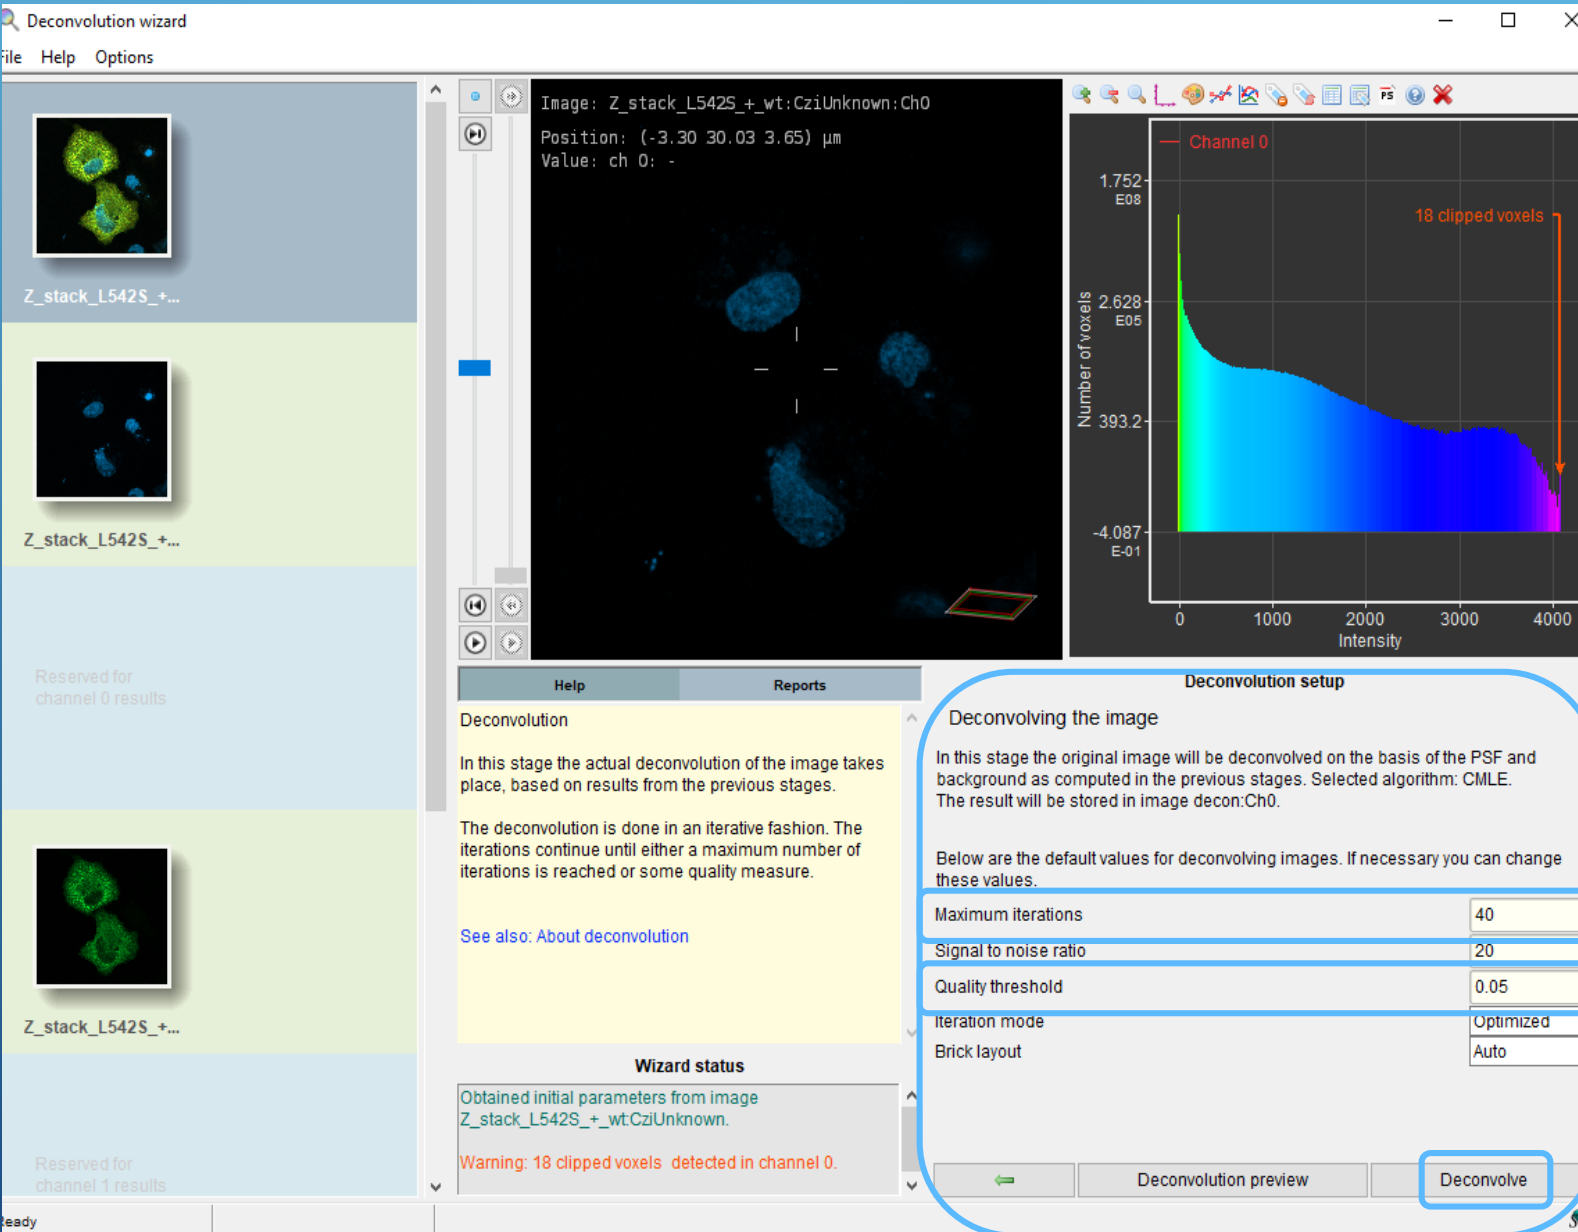 Deconvolution wizard
File Help Options
Z_stack_L542S_+...
Z_stack_L542S_+...
Reserved for
channel 0 results
Z_stack_L542S_+...
Reserved for
channel 1 results
Image: Z_stack_L542S_+_wt:CziUnknown:Ch0
Position: (-3.30 30.03 3.65) µm
Value: ch 0: -
PS
Channel 0
18 clipped voxels
Number of voxels
1.752
E08
2.628
E05
393.2
-4.087
E-01
0 1000 2000 3000 4000
Intensity
Help Reports
Deconvolution
In this stage the actual deconvolution of the image takes
place, based on results from the previous stages.
The deconvolution is done in an iterative fashion. The
iterations continue until either a maximum number of
iterations is reached or some quality measure.
See also: About deconvolution
Wizard status
Obtained initial parameters from image
Z_stack_L542S_+_wt:CziUnknown.
Warning: 18 clipped voxels detected in channel 0.
Deconvolution setup
Deconvolving the image
In this stage the original image will be deconvolved on the basis of the PSF and
background as computed in the previous stages. Selected algorithm: CMLE.
The result will be stored in image decon:Ch0.
Below are the default values for deconvolving images. If necessary you can change
these values.
Maximum iterations 40
Signal to noise ratio 20
Quality threshold 0.05
Iteration mode Optimized
Brick layout Auto
Deconvolution preview Deconvolve
Ready